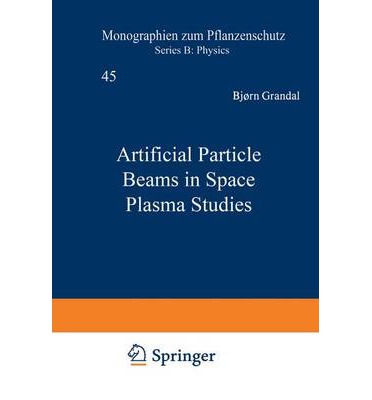 Monographien zum Pflanzenschutz
Series B: Physics
45
Bjørn Grandal
Artificial Particle
Beams in Space
Plasma Studies
Springer